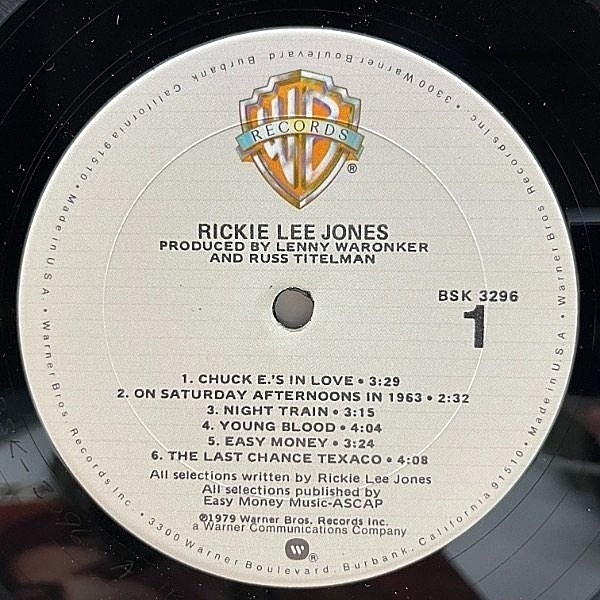 3300 Warner Boulevard. Burbank, California 91510 • Made in U.S.A. • Warner Bros. Records Inc. • 3300 Warner Boulevard. Burbank, California 91510 • Made in U.S.A. • Warner Bros Records Inc. •
WB
RECORDS
®
RICKIE LEE JONES
PRODUCED BY LENNY WARONKER
AND RUSS TITELMAN
BSK 3296
1
1. CHUCK E.'S IN LOVE • 3:29
2. ON SATURDAY AFTERNOONS IN 1963 • 2:32
3. NIGHT TRAIN • 3:15
4. YOUNG BLOOD • 4:04
5. EASY MONEY • 3:24
6. THE LAST CHANCE TEXACO • 4:08
All selections written by Rickie Lee Jones
All selections published by
Easy Money Music-ASCAP
℗1979 Warner Bros. Records Inc.
a Warner Communications Company
®